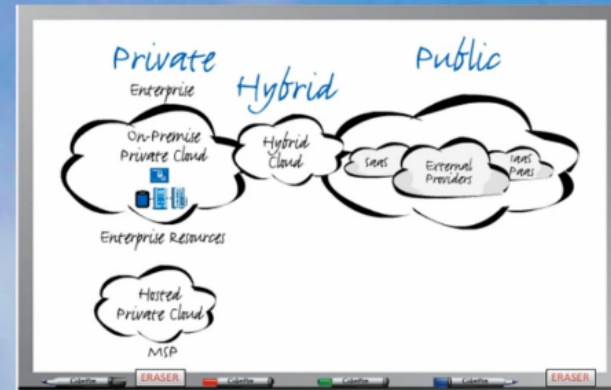 Private
Hybrid
Public
Enterprise
On-Premise
Private Cloud
Hybrid
Cloud
SaaS
External
Providers
IaaS
PaaS
Enterprise Resources
Hosted
Private Cloud
MSP
ERASER
ERASER